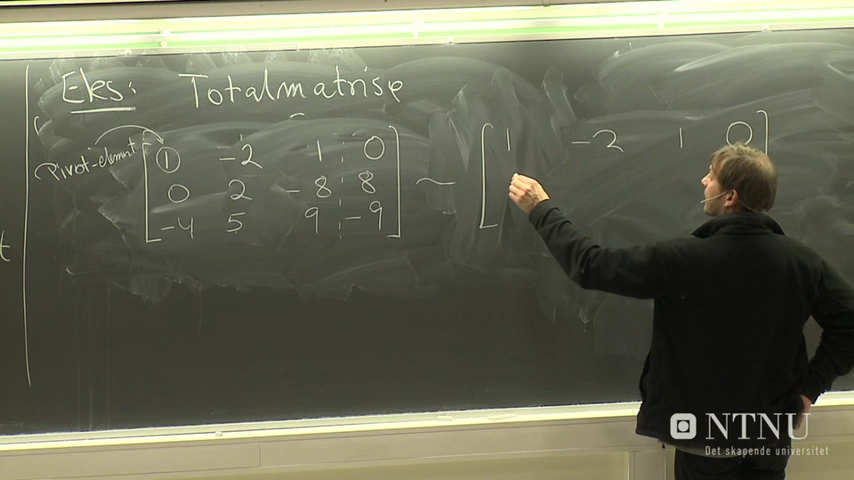 Eks: Totalmatrise
Pivot-element
1 -2 1 0 ~ 1 -2 1 0
0 2 -8 8
-4 5 9 -9
NTNU
Det skapende universitet